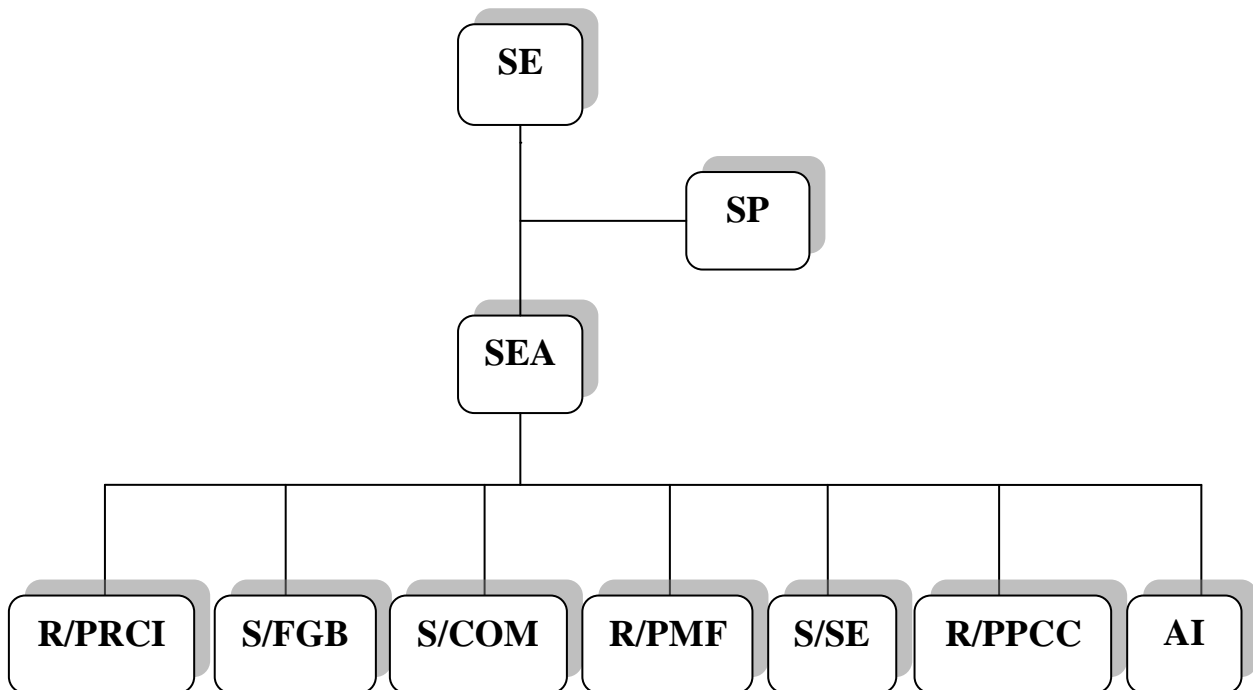 SE
SP
SEA
R/PRCI
S/FGB
S/COM
R/PMF
S/SE
R/PPCC
AI